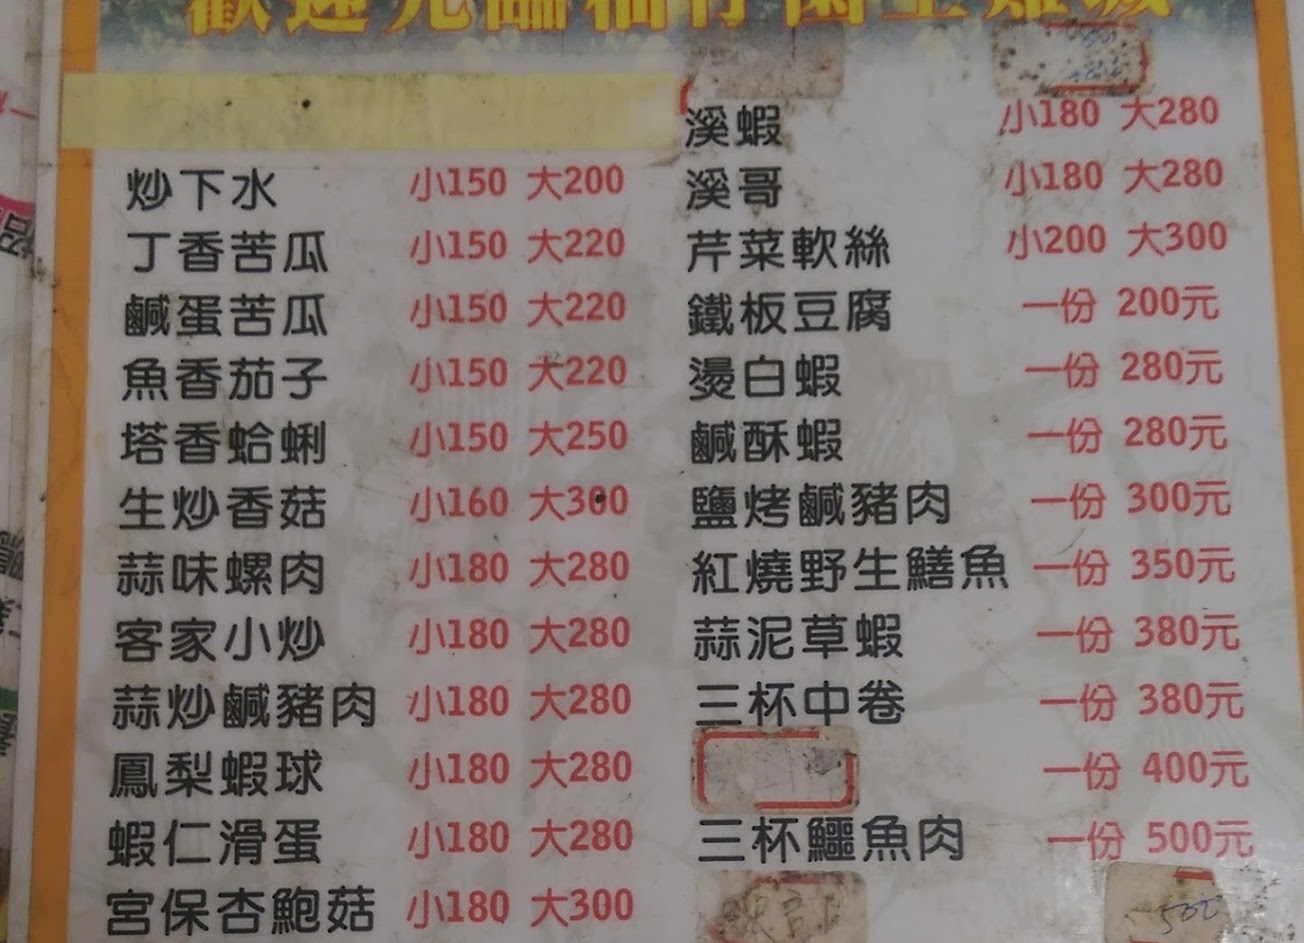 歡迎光臨
炒下水 小150 大200
丁香苦瓜 小150 大220
鹹蛋苦瓜 小150 大220
魚香茄子 小150 大220
塔香蛤蜊 小150 大250
生炒香菇 小160 大300
蒜味螺肉 小180 大280
客家小炒 小180 大280
蒜炒鹹豬肉 小180 大280
鳳梨蝦球 小180 大280
蝦仁滑蛋 小180 大280
宮保杏鮑菇 小180 大300
溪蝦 小180 大280
溪哥 小180 大280
芹菜軟絲 小200 大300
鐵板豆腐 一份 200元
燙白蝦 一份 280元
鹹酥蝦 一份 280元
鹽烤鹹豬肉 一份 300元
紅燒野生鱔魚 一份 350元
蒜泥草蝦 一份 380元
三杯中卷 一份 380元
一份 400元
三杯鱷魚肉 一份 500元